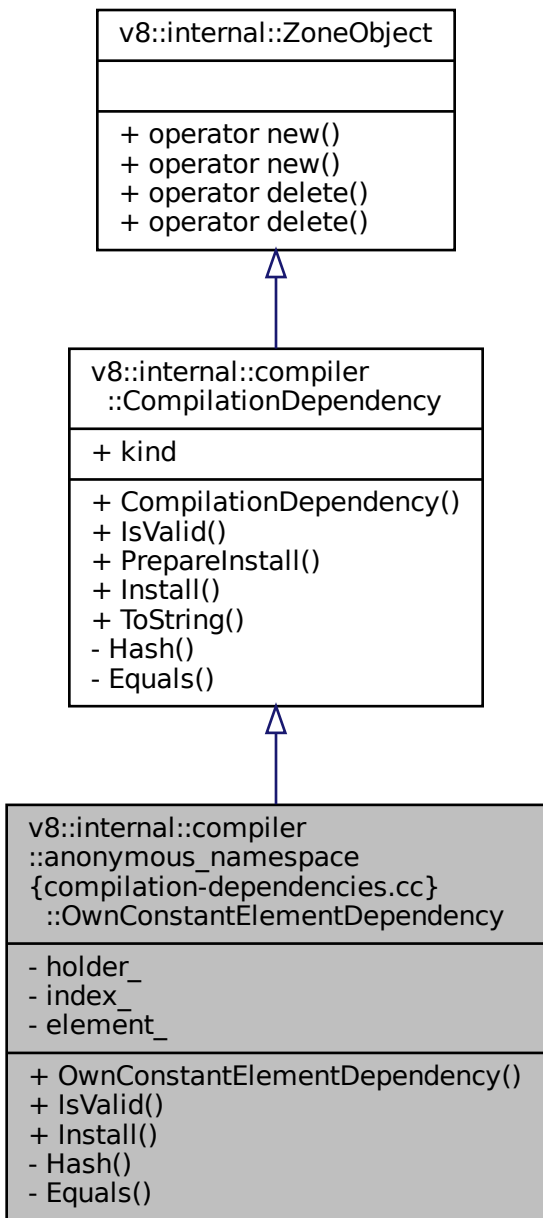 v8::internal::ZoneObject
+ operator new()
+ operator new()
+ operator delete()
+ operator delete()
v8::internal::compiler
::CompilationDependency
+ kind
+ CompilationDependency()
+ IsValid()
+ PrepareInstall()
+ Install()
+ ToString()
- Hash()
- Equals()
v8::internal::compiler
::anonymous_namespace
{compilation-dependencies.cc}
::OwnConstantElementDependency
- holder_
- index_
- element_
+ OwnConstantElementDependency()
+ IsValid()
+ Install()
- Hash()
- Equals()